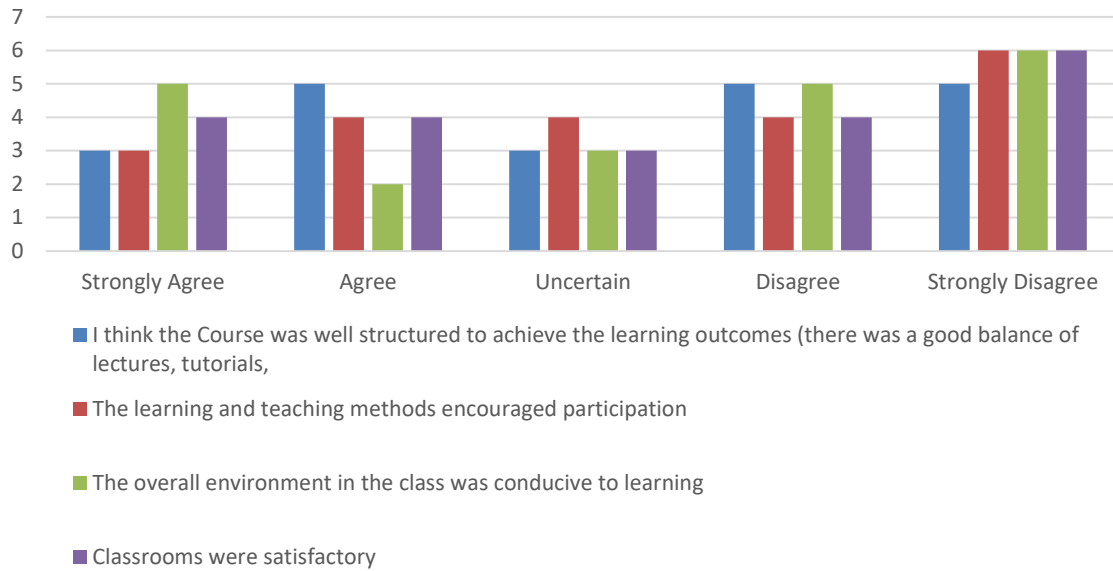 7
6
5
4
3
2
1
0
Strongly Agree
Agree
Uncertain
Disagree
Strongly Disagree
I think the Course was well structured to achieve the learning outcomes (there was a good balance of
lectures, tutorials,
The learning and teaching methods encouraged participation
The overall environment in the class was conducive to learning
Classrooms were satisfactory